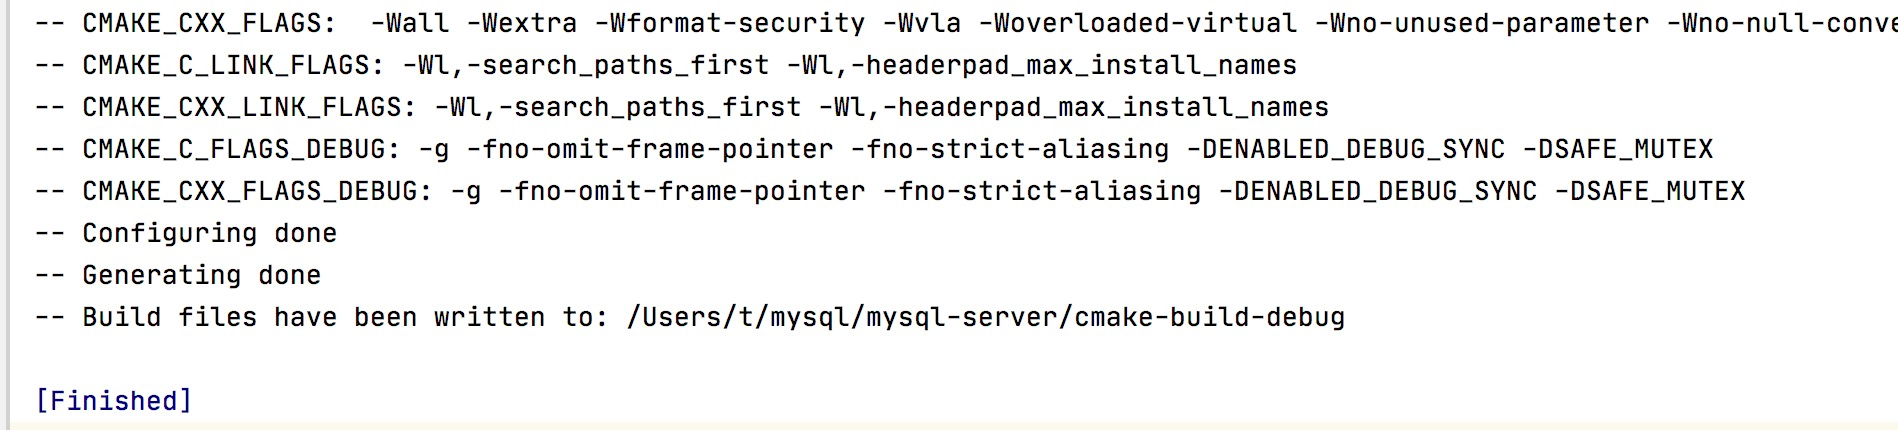 -- CMAKE_CXX_FLAGS:  -Wall -Wextra -Wformat-security -Wvla -Woverloaded-virtual -Wno-unused-parameter -Wno-null-conve
-- CMAKE_C_LINK_FLAGS: -Wl,-search_paths_first -Wl,-headerpad_max_install_names
-- CMAKE_CXX_LINK_FLAGS: -Wl,-search_paths_first -Wl,-headerpad_max_install_names
-- CMAKE_C_FLAGS_DEBUG: -g -fno-omit-frame-pointer -fno-strict-aliasing -DENABLED_DEBUG_SYNC -DSAFE_MUTEX
-- CMAKE_CXX_FLAGS_DEBUG: -g -fno-omit-frame-pointer -fno-strict-aliasing -DENABLED_DEBUG_SYNC -DSAFE_MUTEX
-- Configuring done
-- Generating done
-- Build files have been written to: /Users/t/mysql/mysql-server/cmake-build-debug
[Finished]